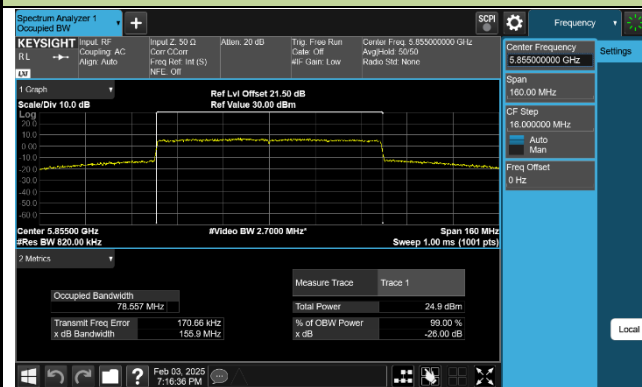 Spectrum Analyzer 1
Occupied BW
SCPI
Frequency
KEYSIGHT
RL
LXI
Input: RF
Coupling: AC
Align: Auto
Input Z: 50 Ω
Corr CCorr
Freq Ref: Int (S)
NFE: Off
Atten: 20 dB
Trig: Free Run
Gate: Off
#IF Gain: Low
Center Freq: 5.855000000 GHz
Avg|Hold: 50/50
Radio Std: None
Center Frequency
5.855000000 GHz
Settings
Span
160.00 MHz
CF Step
16.000000 MHz
Auto
Man
Freq Offset
0 Hz
1 Graph
Scale/Div 10.0 dB
Ref Lvl Offset 21.50 dB
Ref Value 30.00 dBm
Log
20.0
10.0
0.00
-10.0
-20.0
-30.0
-40.0
-50.0
-60.0
Center 5.85500 GHz
#Res BW 820.00 kHz
#Video BW 2.7000 MHz*
Span 160 MHz
Sweep 1.00 ms (1001 pts)
2 Metrics
Measure Trace
Trace 1
Occupied Bandwidth
78.557 MHz
Total Power
24.9 dBm
Transmit Freq Error
170.66 kHz
% of OBW Power
99.00 %
x dB Bandwidth
155.9 MHz
x dB
-26.00 dB
Local
?
Feb 03, 2025
7:16:36 PM